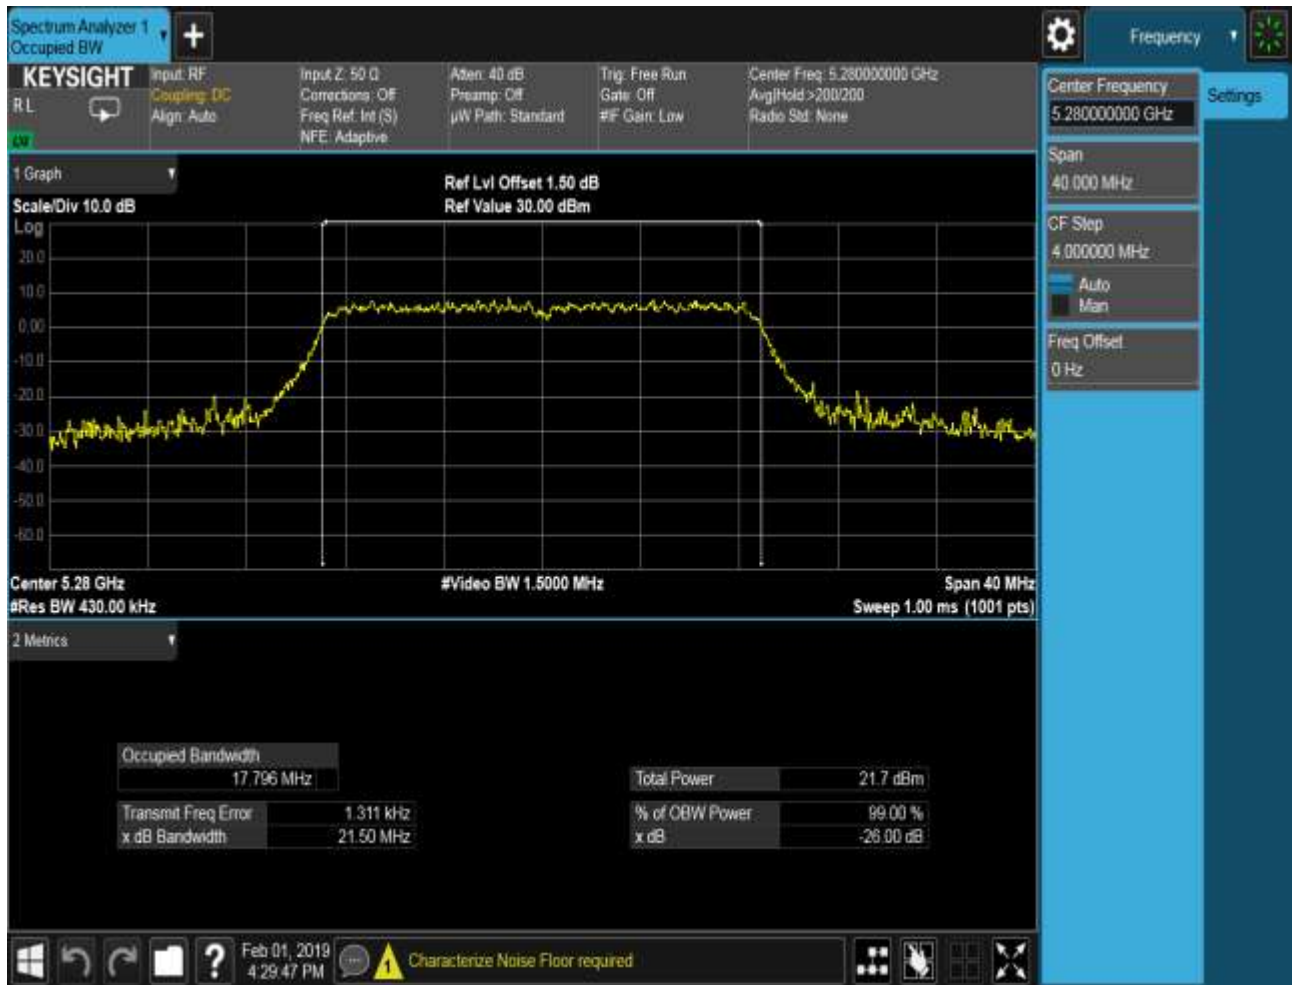 Spectrum Analyzer 1
Occupied BW
Frequency
KEYSIGHT
R L
Input: RF
Coupling: DC
Align: Auto
Input Z: 50 Ω
Corrections: Off
Freq Ref: Int (S)
NFE: Adaptive
Atten: 40 dB
Preamp: Off
µW Path: Standard
Trig: Free Run
Gate: Off
#IF Gain: Low
Center Freq: 5.280000000 GHz
Avg|Hold:>200/200
Radio Std: None
Center Frequency
5.280000000 GHz
Settings
Span
40.000 MHz
CF Step
4.000000 MHz
Auto
Man
Freq Offset
0 Hz
1 Graph
Scale/Div 10.0 dB
Ref Lvl Offset 1.50 dB
Ref Value 30.00 dBm
Log
20.0
10.0
0.00
-10.0
-20.0
-30.0
-40.0
-50.0
-60.0
Center 5.28 GHz
#Video BW 1.5000 MHz
Span 40 MHz
#Res BW 430.00 kHz
Sweep 1.00 ms (1001 pts)
2 Metrics
Occupied Bandwidth
17.796 MHz
Total Power 21.7 dBm
Transmit Freq Error 1.311 kHz
% of OBW Power 99.00 %
x dB Bandwidth 21.50 MHz
x dB -26.00 dB
Feb 01, 2019
4:29:47 PM
1
Characterize Noise Floor required